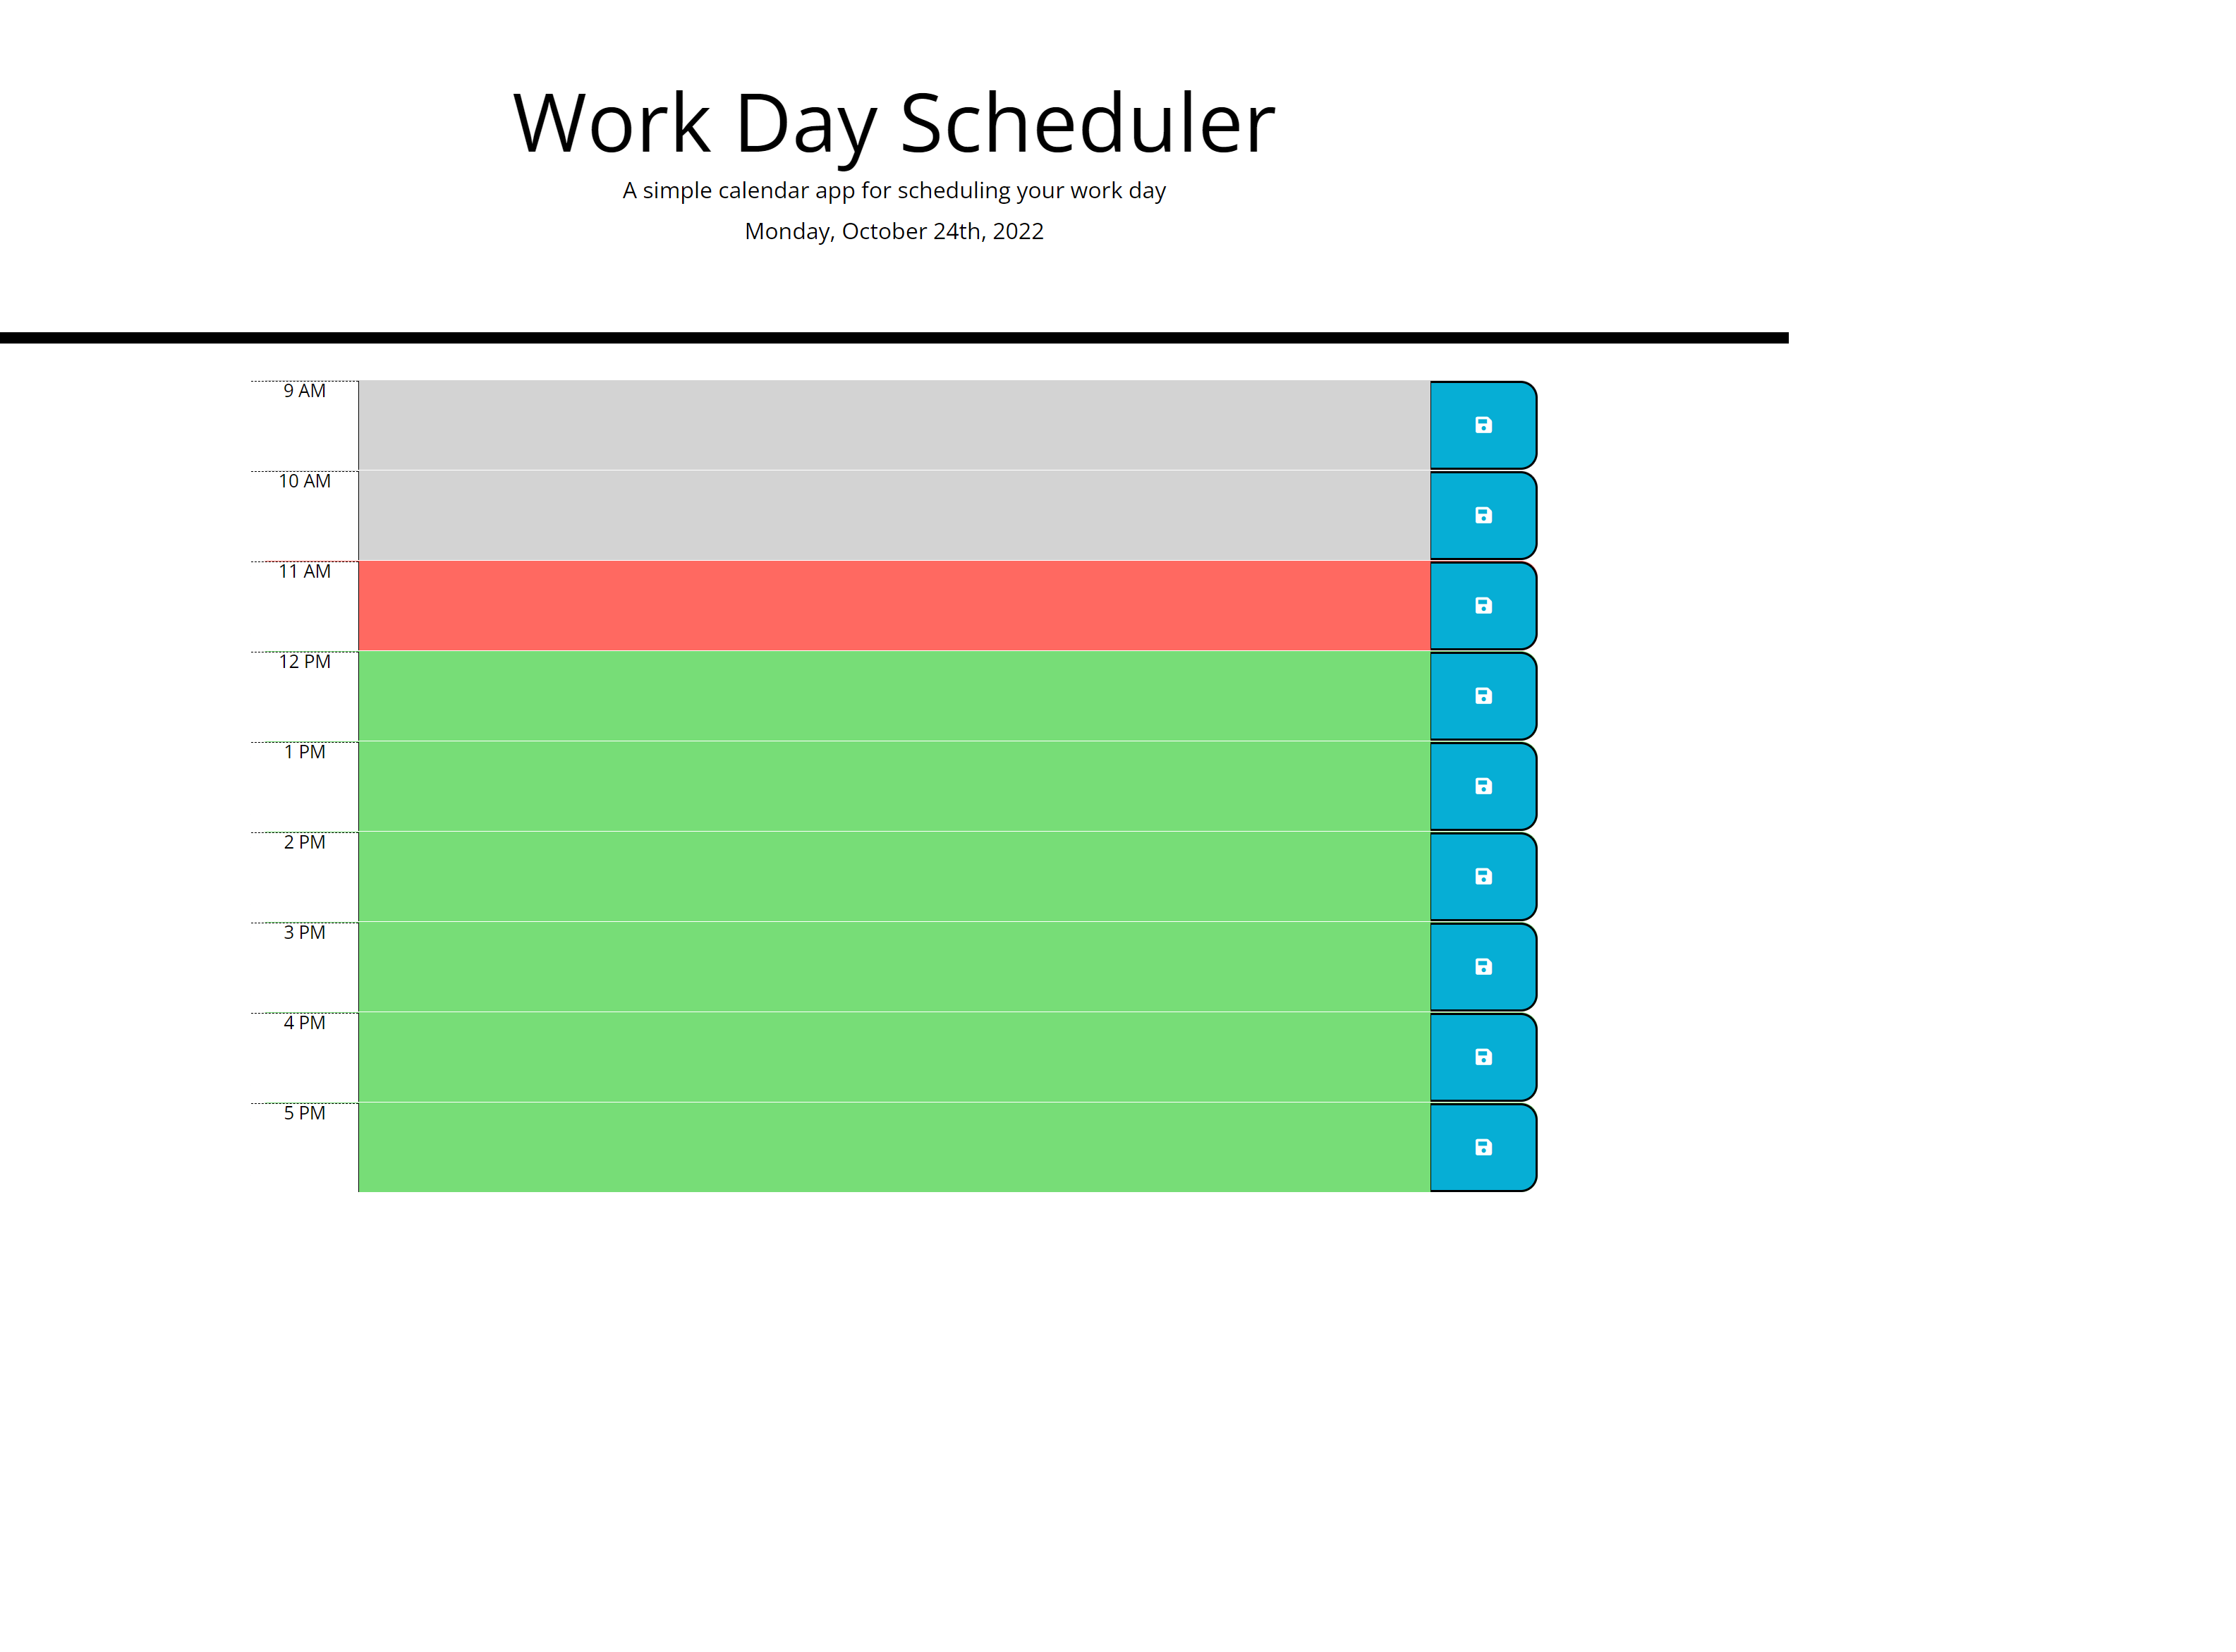 Work Day Scheduler
A simple calendar app for scheduling your work day
Monday, October 24th, 2022
9 AM
10 AM
11 AM
12 PM
1 PM
2 PM
3 PM
4 PM
5 PM